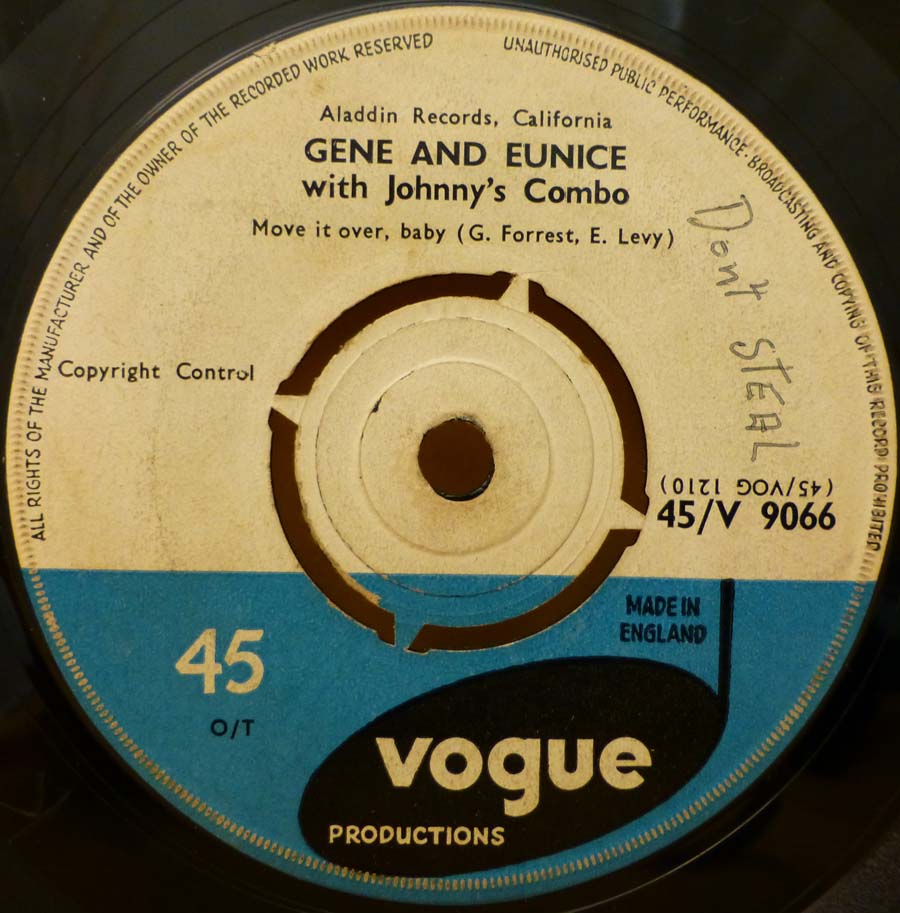 ALL RIGHTS OF THE MANUFACTURER AND OF THE OWNER OF THE RECORDED WORK RESERVED
UNAUTHORISED PUBLIC PERFORMANCE·BROADCASTING AND COPYING OF THIS RECORD PROHIBITED
Aladdin Records, California
GENE AND EUNICE
with Johnny's Combo
Move it over, baby (G. Forrest, E. Levy)
Dont STEAL
Copyright Control
(45/VOG 1210)
45/V 9066
MADE IN
ENGLAND
45
O/T
vogue
PRODUCTIONS